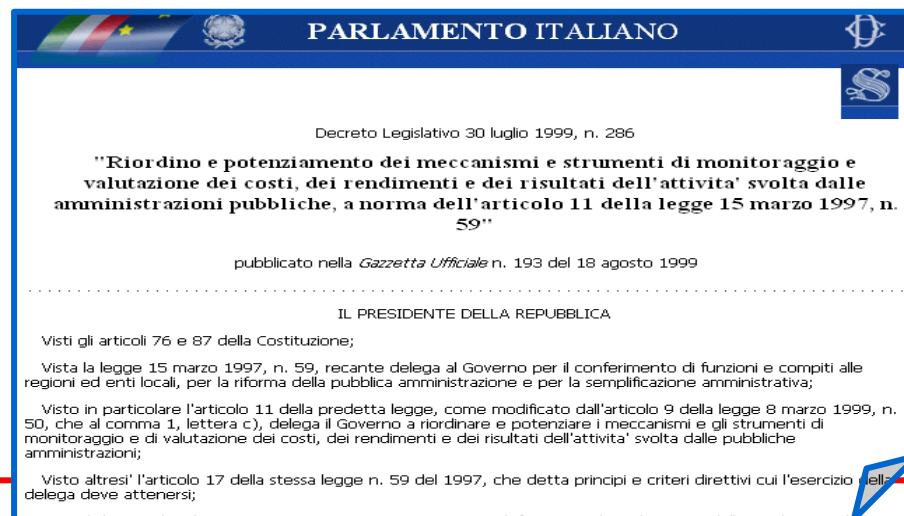 PARLAMENTO ITALIANO
Decreto Legislativo 30 luglio 1999, n. 286
"Riordino e potenziamento dei meccanismi e strumenti di monitoraggio e
valutazione dei costi, dei rendimenti e dei risultati dell'attivita' svolta dalle
amministrazioni pubbliche, a norma dell'articolo 11 della legge 15 marzo 1997, n.
59"
pubblicato nella Gazzetta Ufficiale n. 193 del 18 agosto 1999
IL PRESIDENTE DELLA REPUBBLICA
Visti gli articoli 76 e 87 della Costituzione;
Vista la legge 15 marzo 1997, n. 59, recante delega al Governo per il conferimento di funzioni e compiti alle
regioni ed enti locali, per la riforma della pubblica amministrazione e per la semplificazione amministrativa;
Visto in particolare l'articolo 11 della predetta legge, come modificato dall'articolo 9 della legge 8 marzo 1999, n.
50, che al comma 1, lettera c), delega il Governo a riordinare e potenziare i meccanismi e gli strumenti di
monitoraggio e di valutazione dei costi, dei rendimenti e dei risultati dell'attivita' svolta dalle pubbliche
amministrazioni;
Visto altresi' l'articolo 17 della stessa legge n. 59 del 1997, che detta principi e criteri direttivi cui l'esercizio della
delega deve attenersi;